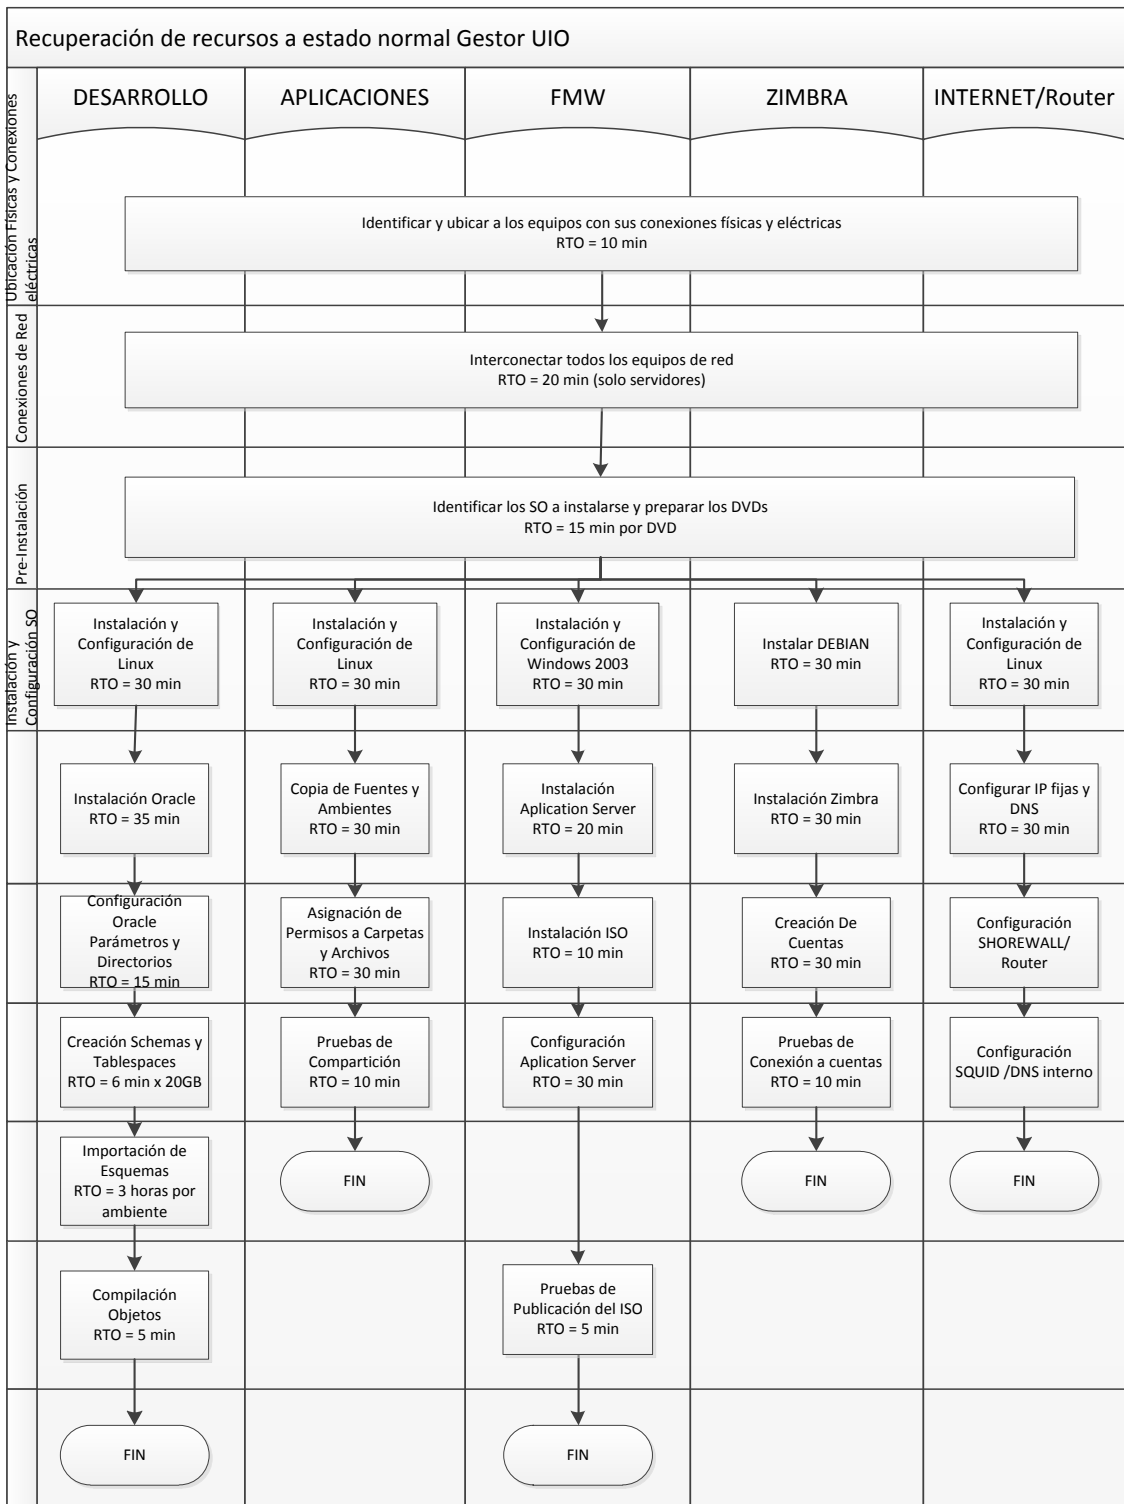 Recuperación de recursos a estado normal Gestor UIO
DESARROLLO
APLICACIONES
FMW
ZIMBRA
INTERNET/Router
Ubicación Físicas y Conexiones
eléctricas
Identificar y ubicar a los equipos con sus conexiones físicas y eléctricas
RTO = 10 min
Conexiones de Red
Interconectar todos los equipos de red
RTO = 20 min (solo servidores)
Pre-Instalación
Identificar los SO a instalarse y preparar los DVDs
RTO = 15 min por DVD
Instalación y
Configuración SO
Instalación y
Configuración de
Linux
RTO = 30 min
Instalación y
Configuración de
Linux
RTO = 30 min
Instalación y
Configuración de
Windows 2003
RTO = 30 min
Instalar DEBIAN
RTO = 30 min
Instalación y
Configuración de
Linux
RTO = 30 min
Instalación Oracle
RTO = 35 min
Copia de Fuentes y
Ambientes
RTO = 30 min
Instalación
Aplication Server
RTO = 20 min
Instalación Zimbra
RTO = 30 min
Configurar IP fijas y
DNS
RTO = 30 min
Configuración
Oracle
Parámetros y
Directorios
RTO = 15 min
Asignación de
Permisos a Carpetas
y Archivos
RTO = 30 min
Instalación ISO
RTO = 10 min
Creación De
Cuentas
RTO = 30 min
Configuración
SHOREWALL/
Router
Creación Schemas y
Tablespaces
RTO = 6 min x 20GB
Pruebas de
Compartición
RTO = 10 min
Configuración
Aplication Server
RTO = 30 min
Pruebas de
Conexión a cuentas
RTO = 10 min
Configuración
SQUID /DNS interno
Importación de
Esquemas
RTO = 3 horas por
ambiente
FIN
FIN
FIN
Compilación
Objetos
RTO = 5 min
Pruebas de
Publicación del ISO
RTO = 5 min
FIN
FIN